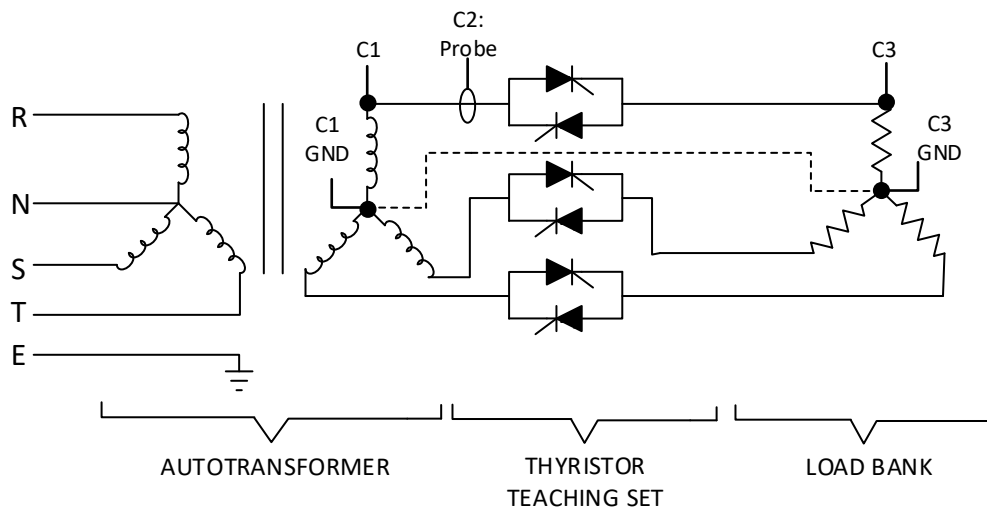 C2:
Probe
C1
C3
R
C1
GND
C3
GND
N
S
T
E
AUTOTRANSFORMER
THYRISTOR
TEACHING SET
LOAD BANK